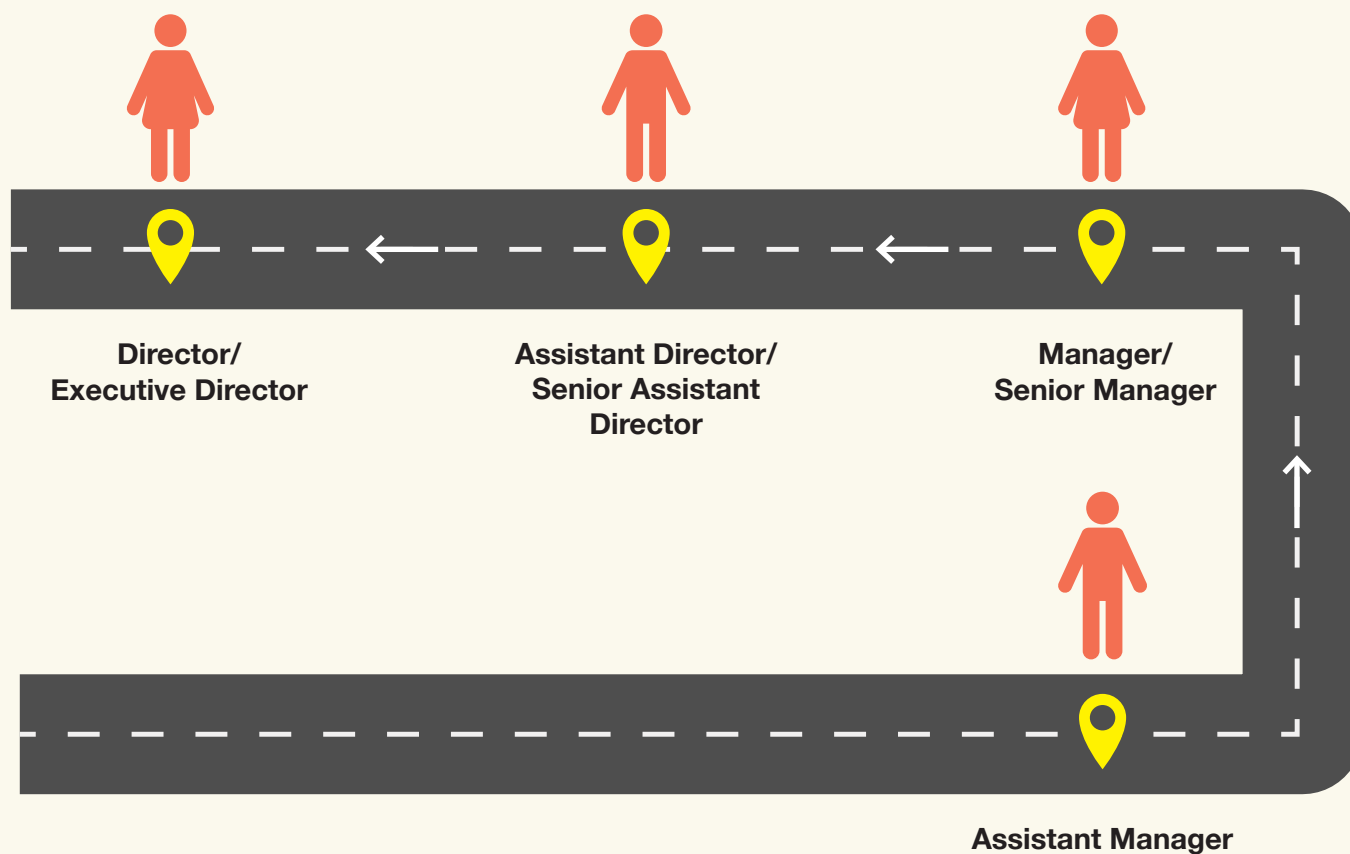 Director/
Executive Director
Assistant Director/
Senior Assistant
Director
Manager/
Senior Manager
Assistant Manager